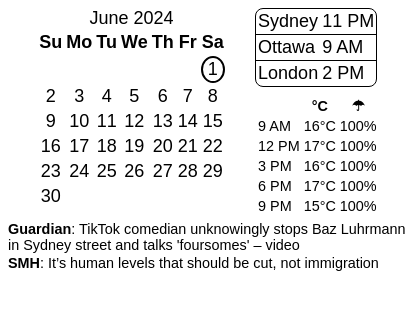 June 2024
Su Mo Tu We Th Fr Sa
1
2 3 4 5 6 7 8
9 10 11 12 13 14 15
16 17 18 19 20 21 22
23 24 25 26 27 28 29
30
Sydney 11 PM
Ottawa 9 AM
London 2 PM
°C ☂
9 AM 16°C 100%
12 PM 17°C 100%
3 PM 16°C 100%
6 PM 17°C 100%
9 PM 15°C 100%
Guardian: TikTok comedian unknowingly stops Baz Luhrmann
in Sydney street and talks 'foursomes' – video
SMH: It’s human levels that should be cut, not immigration